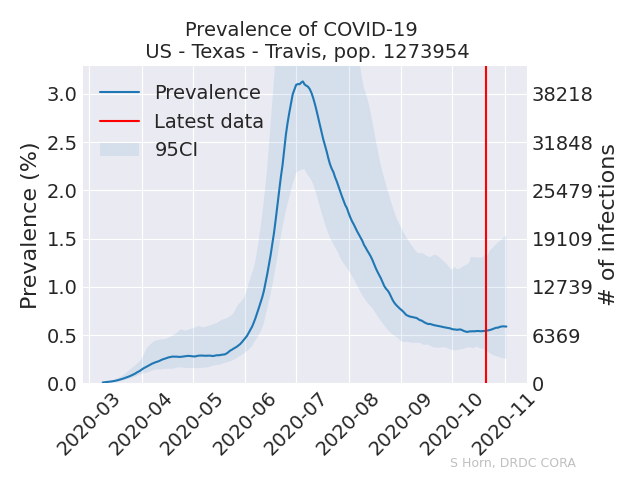 Prevalence of COVID-19
US - Texas - Travis, pop. 1273954
Prevalence
Latest data
95CI
Prevalence (%)
3.0
2.5
2.0
1.5
1.0
0.5
0.0
38218
31848
25479
19109
12739
6369
0
# of infections
2020-03
2020-04
2020-05
2020-06
2020-07
2020-08
2020-09
2020-10
2020-11
S Horn, DRDC CORA